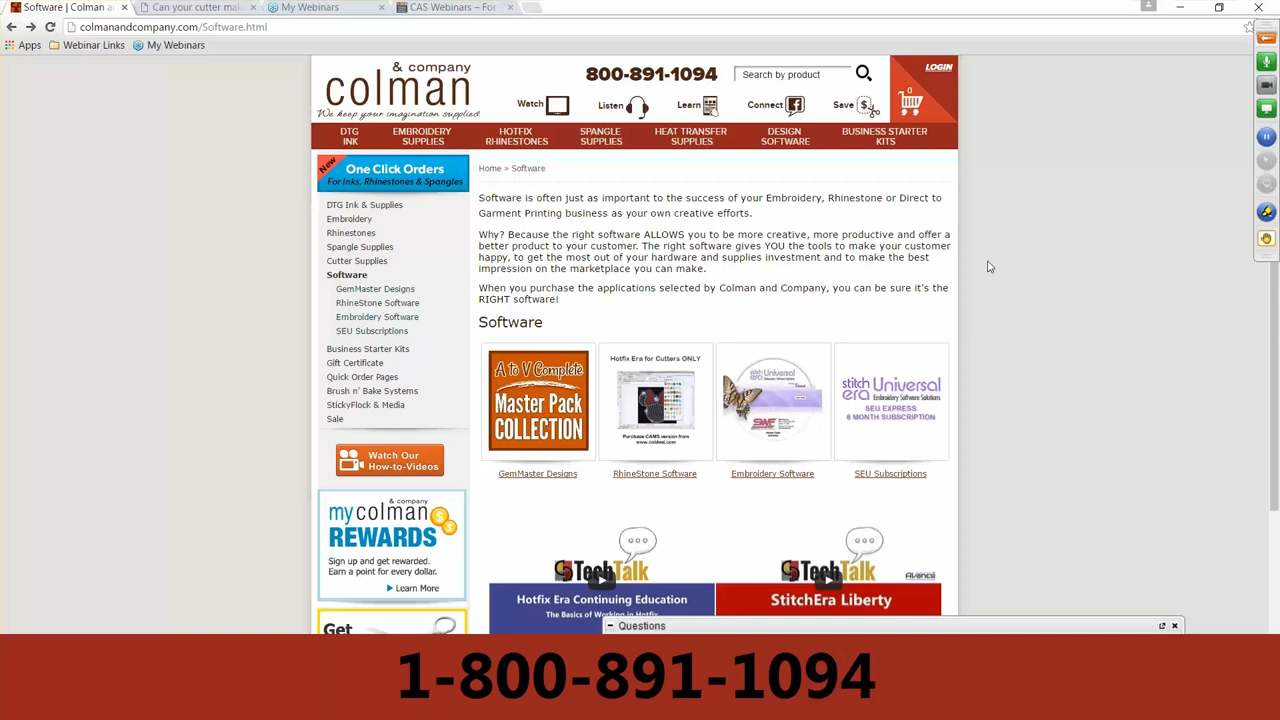 Software | Colman an
Can your cutter mak
My Webinars
CAS Webinars – For
colmanandcompany.com/Software.html
Apps
Webinar Links
My Webinars
& company
colman
We keep your imagination supplied.
800-891-1094
Search by product
LOGIN
Watch
Listen
Learn
Connect
Save
0
DTG INK
EMBROIDERY SUPPLIES
HOTFIX RHINESTONES
SPANGLE SUPPLIES
HEAT TRANSFER SUPPLIES
DESIGN SOFTWARE
BUSINESS STARTER KITS
New
One Click Orders
For Inks, Rhinestones & Spangles
DTG Ink & Supplies
Embroidery
Rhinestones
Spangle Supplies
Cutter Supplies
Software
GemMaster Designs
RhineStone Software
Embroidery Software
SEU Subscriptions
Business Starter Kits
Gift Certificate
Quick Order Pages
Brush n' Bake Systems
StickyFlock & Media
Sale
Watch Our
How-to-Videos
& company
my colman
REWARDS
Sign up and get rewarded.
Earn a point for every dollar.
Learn More
Get
Home » Software
Software is often just as important to the success of your Embroidery, Rhinestone or Direct to
Garment Printing business as your own creative efforts.
Why? Because the right software ALLOWS you to be more creative, more productive and offer a
better product to your customer. The right software gives YOU the tools to make your customer
happy, to get the most out of your hardware and supplies investment and to make the best
impression on the marketplace you can make.
When you purchase the applications selected by Colman and Company, you can be sure it's the
RIGHT software!
Software
A to V Complete
Master Pack
COLLECTION
Hotfix Era for Cutters ONLY
Purchase CAMS version from
www.coldesi.com
stitch era Universal
SWF
stitch era Universal
Embroidery Software Solutions
SEU EXPRESS
6 MONTH SUBSCRIPTION
GemMaster Designs
RhineStone Software
Embroidery Software
SEU Subscriptions
TechTalk
Hotfix Era Continuing Education
The Basics of Working in Hotfix
TechTalk
Avancé
StitchEra Liberty
Questions
1-800-891-1094